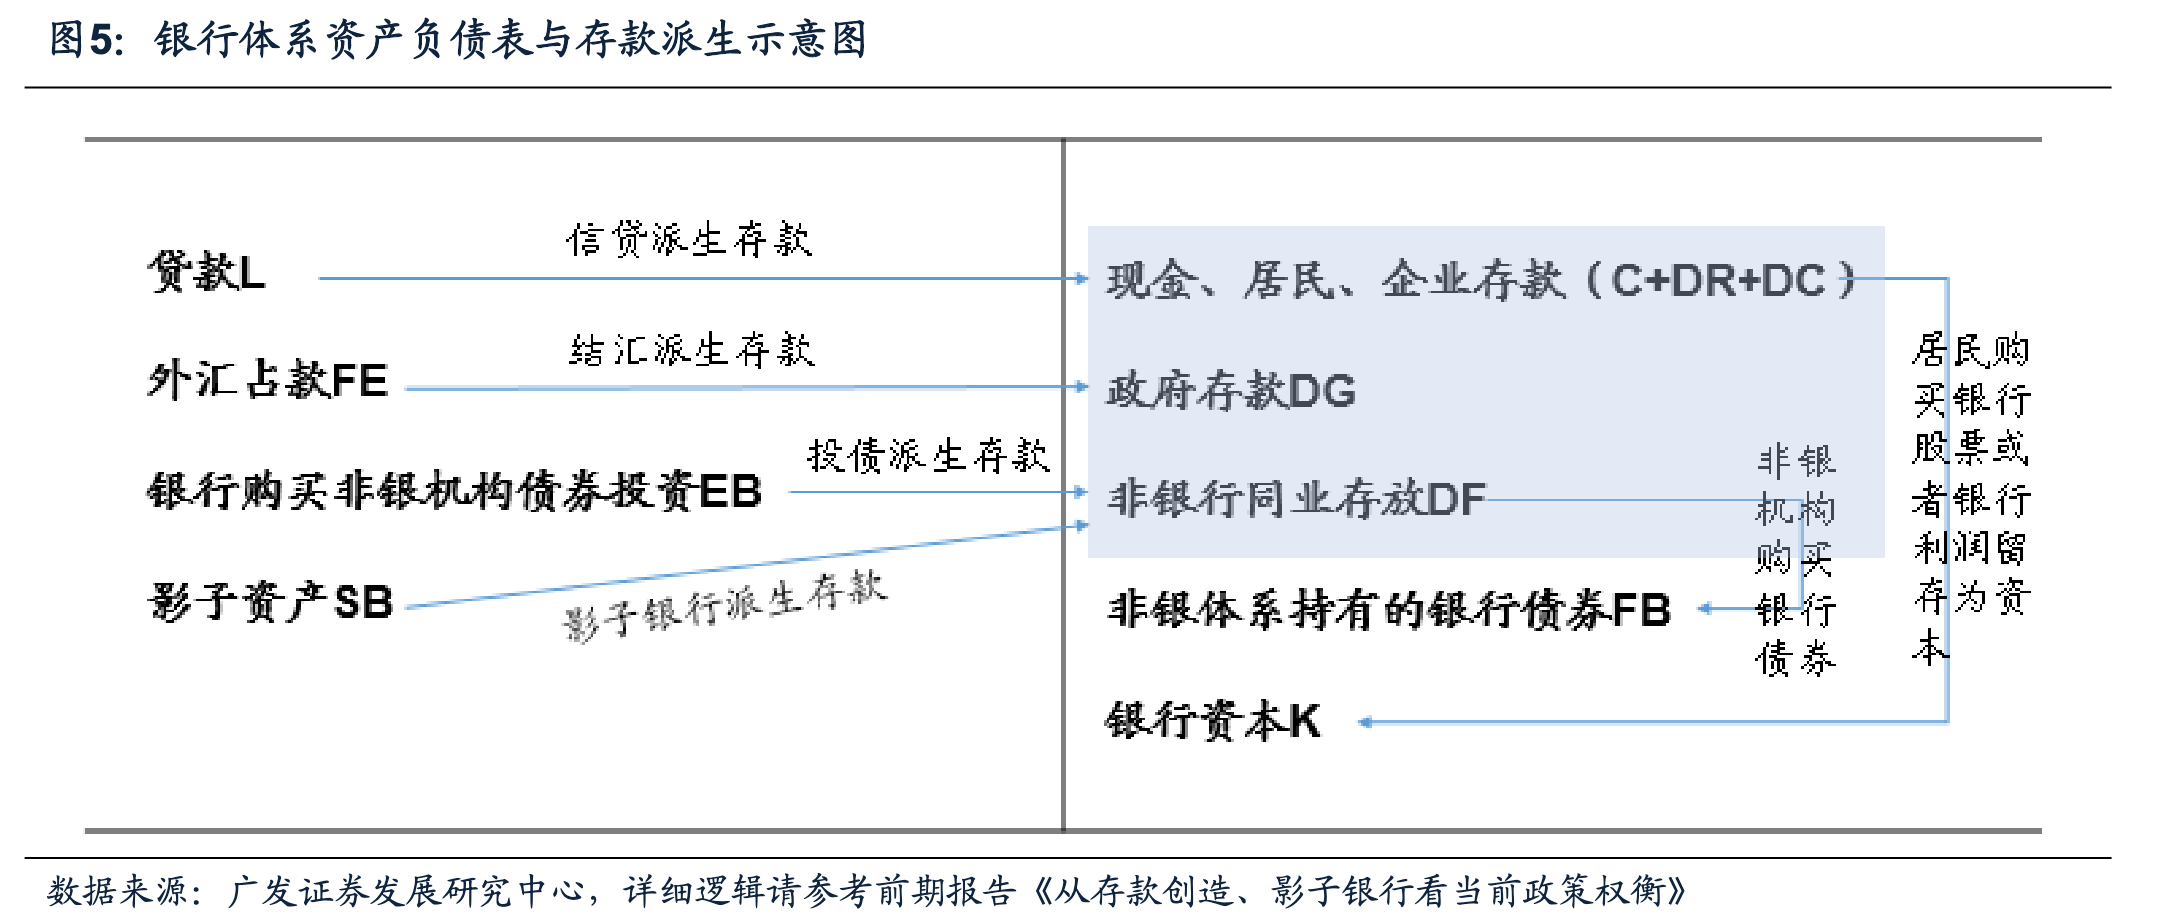 图5：银行体系资产负债表与存款派生示意图
贷款L
信贷派生存款
现金、居民、企业存款（C+DR+DC）
外汇占款FE
结汇派生存款
政府存款DG
银行购买非银机构债券投资EB
投债派生存款
非银行同业存放DF
影子资产SB
影子银行派生存款
非银体系持有的银行债券FB
银行资本K
非银
机构
购买
银行
债券
居民购
买银行
股票或
者银行
利润留
存为资
本
数据来源：广发证券发展研究中心，详细逻辑请参考前期报告《从存款创造、影子银行看当前政策权衡》